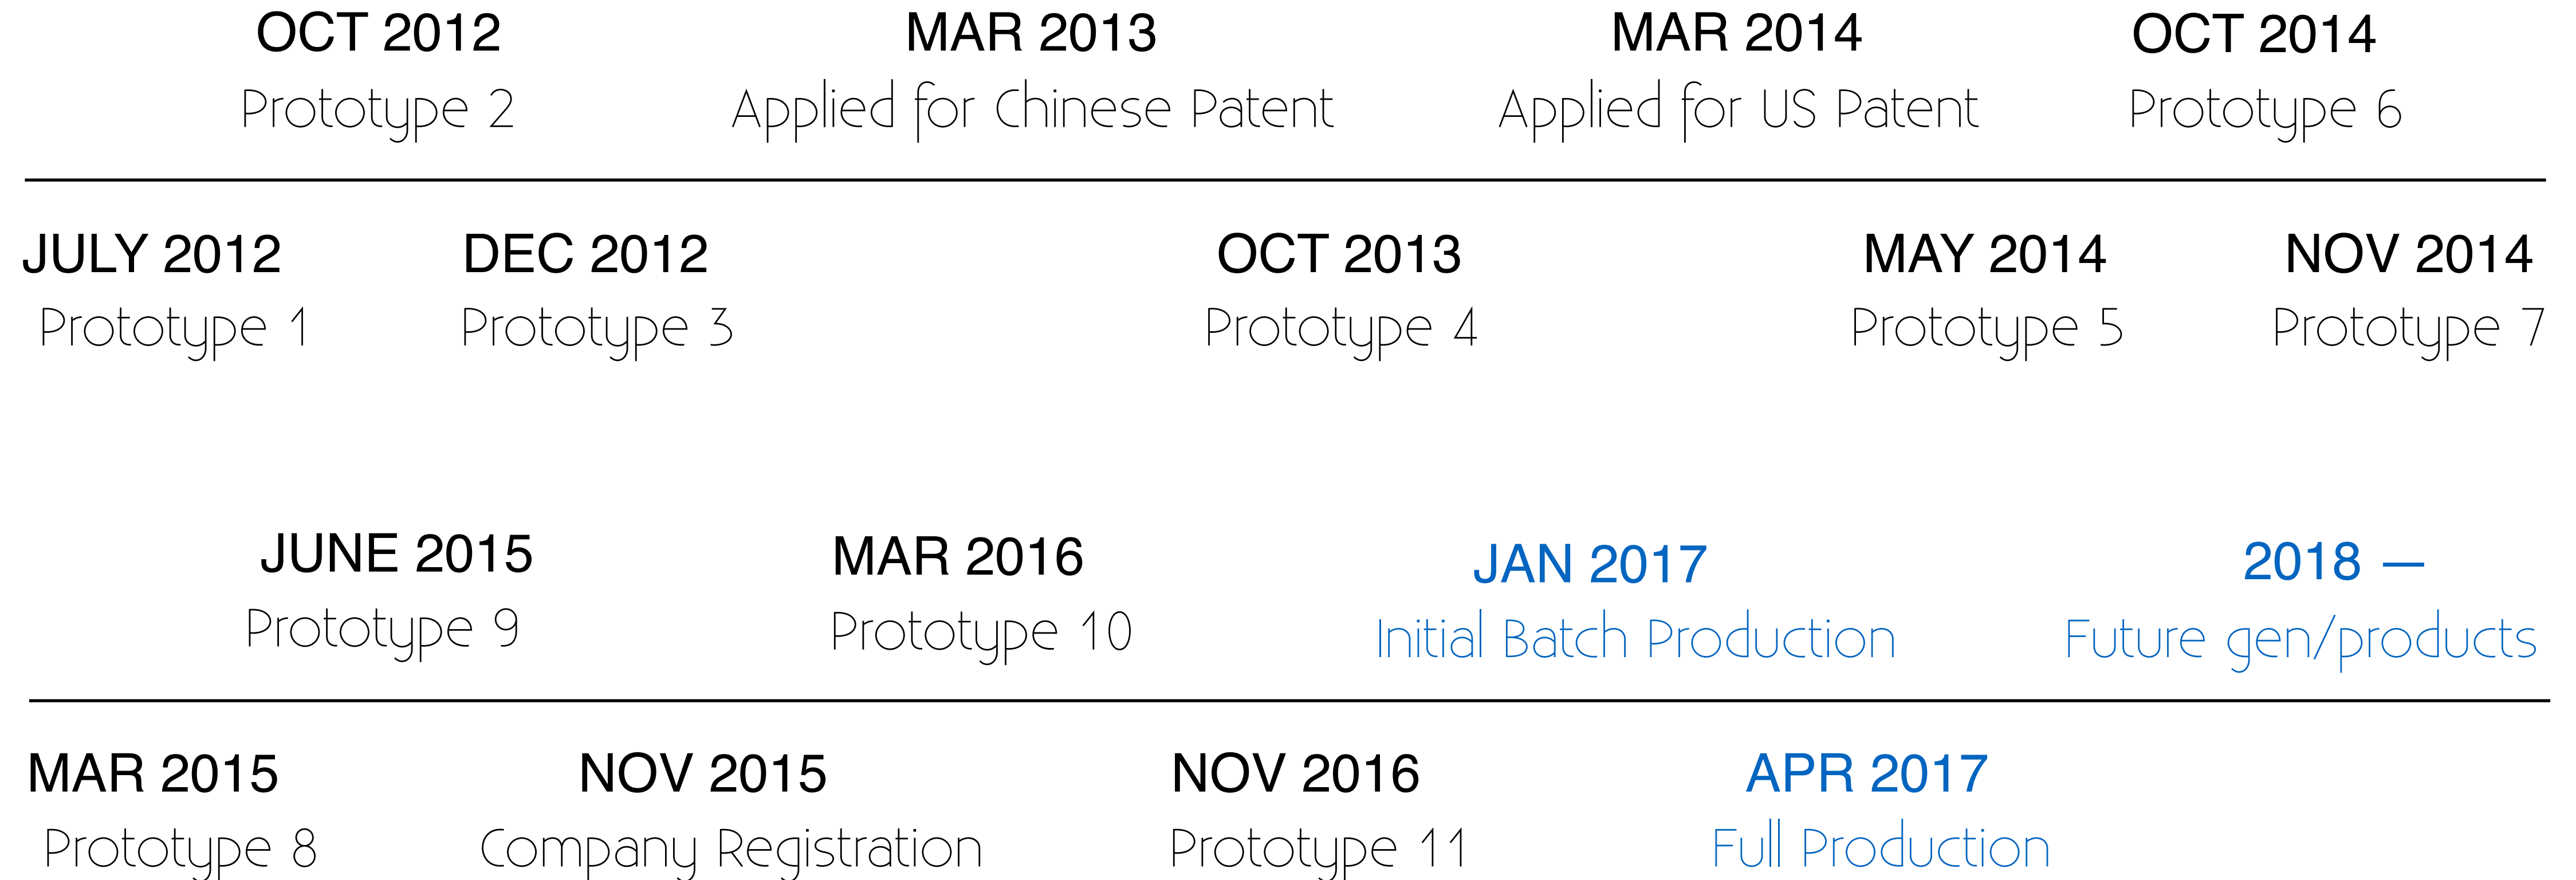 OCT 2012 MAR 2013 MAR 2014 OCT 2014
Prototype 2 Applied for Chinese Patent Applied for US Patent Prototype 6
JULY 2012 DEC 2012 OCT 2013 MAY 2014 NOV 2014
Prototype 1 Prototype 3 Prototype 4 Prototype 5 Prototype 7
JUNE 2015 MAR 2016 JAN 2017 2018 —
Prototype 9 Prototype 10 Initial Batch Production Future gen/products
MAR 2015 NOV 2015 NOV 2016 APR 2017
Prototype 8 Company Registration Prototype 11 Full Production